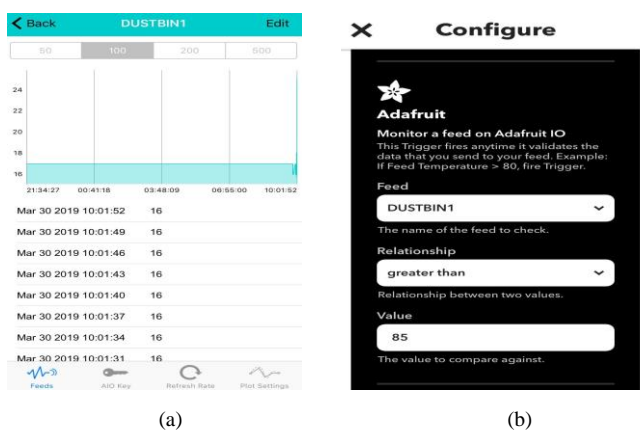 Back DUSTBIN1 Edit
50 100 200 500
24
22
20
18
16
21:34:27 00:41:18 03:48:09 06:55:00 10:01:52
Mar 30 2019 10:01:52 16
Mar 30 2019 10:01:49 16
Mar 30 2019 10:01:46 16
Mar 30 2019 10:01:43 16
Mar 30 2019 10:01:40 16
Mar 30 2019 10:01:37 16
Mar 30 2019 10:01:34 16
Mar 30 2019 10:01:31 16
Feeds AIO Key Refresh Rate Plot Settings
(a)
Configure
Adafruit
Monitor a feed on Adafruit IO
This Trigger fires anytime it validates the
data that you send to your feed. Example:
If Feed Temperature > 80, fire Trigger.
Feed
DUSTBIN1
The name of the feed to check.
Relationship
greater than
Relationship between two values.
Value
85
The value to compare against.
(b)